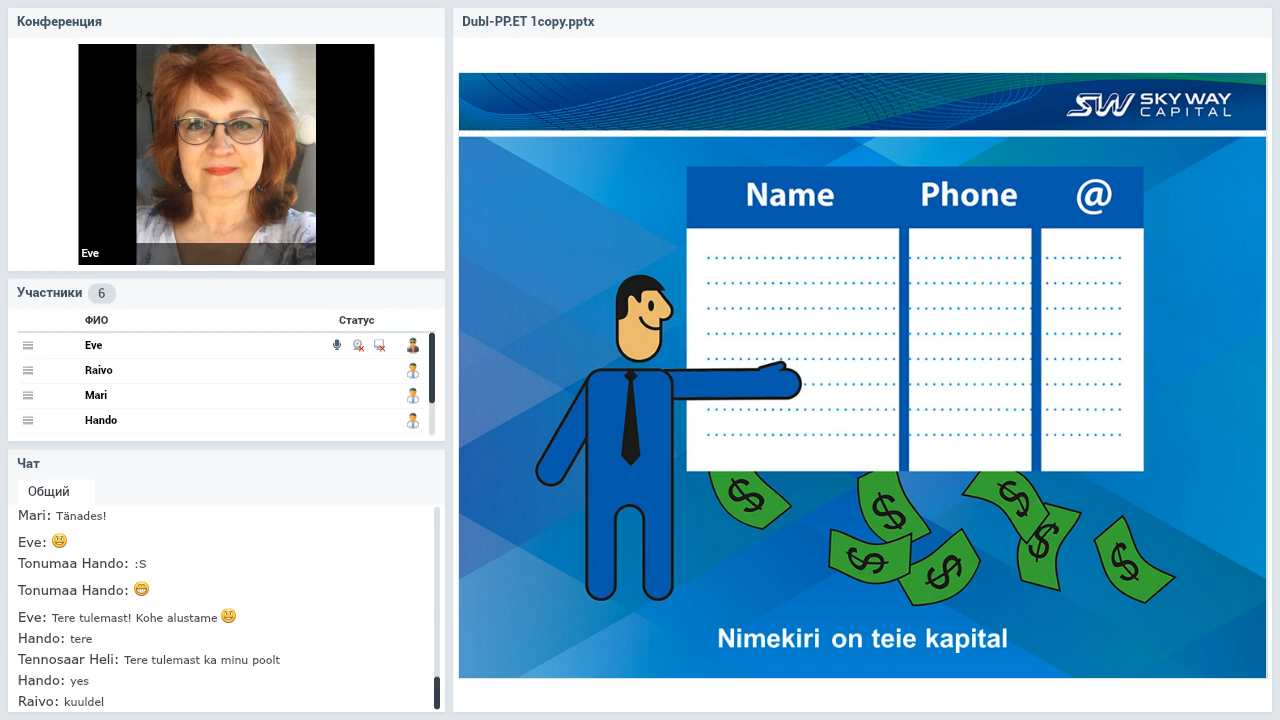 Конференция
Eve
Участники 6
ФИО Статус
Eve
Raivo
Mari
Hando
Чат
Общий
Mari: Tänades!
Eve:
Tonumaa Hando: :S
Tonumaa Hando:
Eve: Tere tulemast! Kohe alustame
Hando: tere
Tennosaar Heli: Tere tulemast ka minu poolt
Hando: yes
Raivo: kuuldel
Dubl-PP.ET 1copy.pptx
SW SKY WAY
CAPITAL
Name Phone @
$ $ $ $ $ $ $
Nimekiri on teie kapital